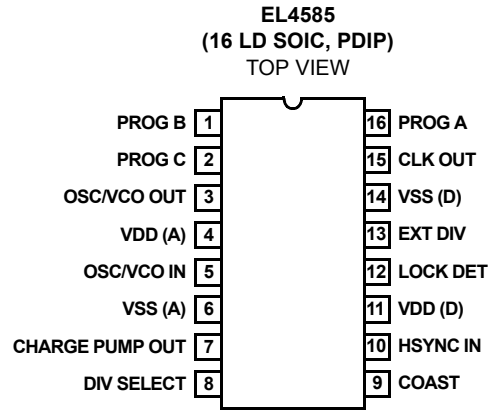 EL4585
(16 LD SOIC, PDIP)
TOP VIEW
PROG B 1 16 PROG A
PROG C 2 15 CLK OUT
OSC/VCO OUT 3 14 VSS (D)
VDD (A) 4 13 EXT DIV
OSC/VCO IN 5 12 LOCK DET
VSS (A) 6 11 VDD (D)
CHARGE PUMP OUT 7 10 HSYNC IN
DIV SELECT 8 9 COAST